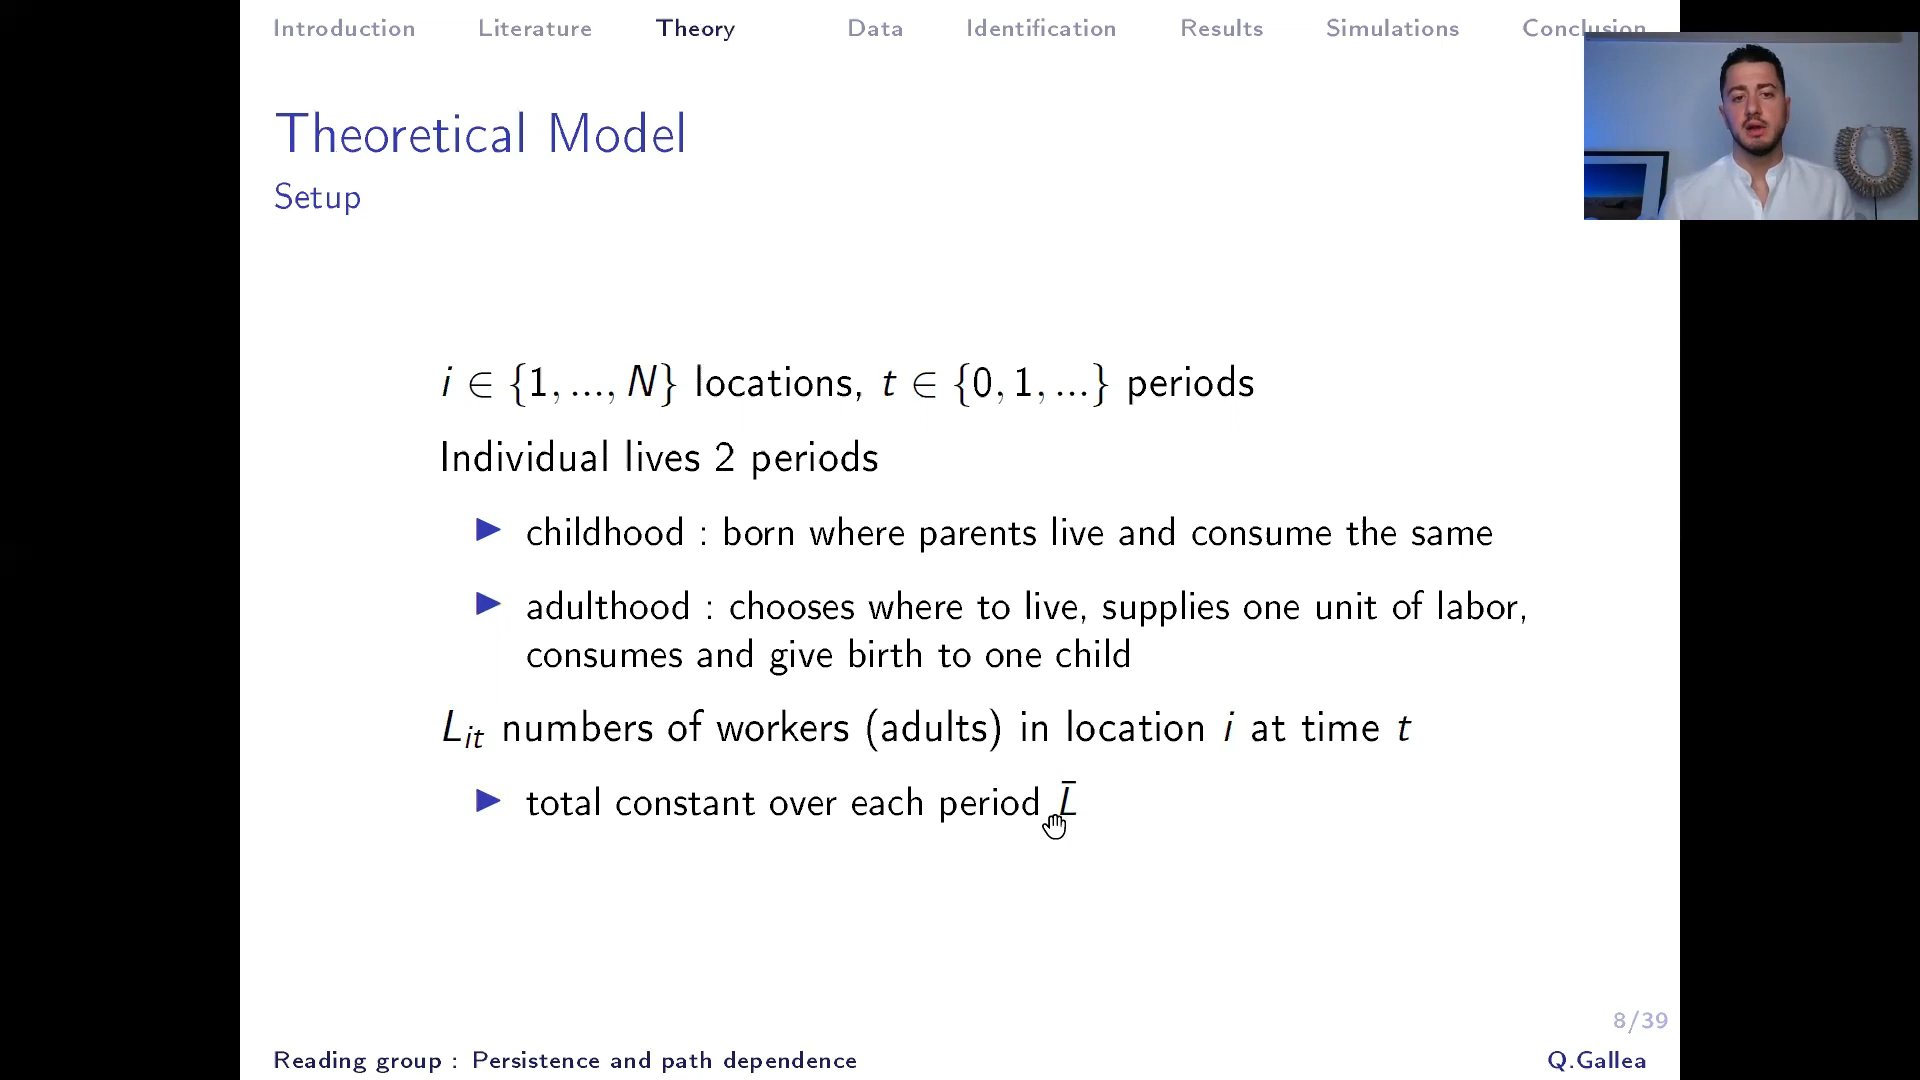 Introduction Literature Theory Data Identification Results Simulations Conclusion
Theoretical Model
Setup
i ∈ {1, ..., N} locations, t ∈ {0, 1, ...} periods
Individual lives 2 periods
childhood : born where parents live and consume the same
adulthood : chooses where to live, supplies one unit of labor,
consumes and give birth to one child
L_{it} numbers of workers (adults) in location i at time t
total constant over each period L̄
8/39
Reading group : Persistence and path dependence Q.Gallea